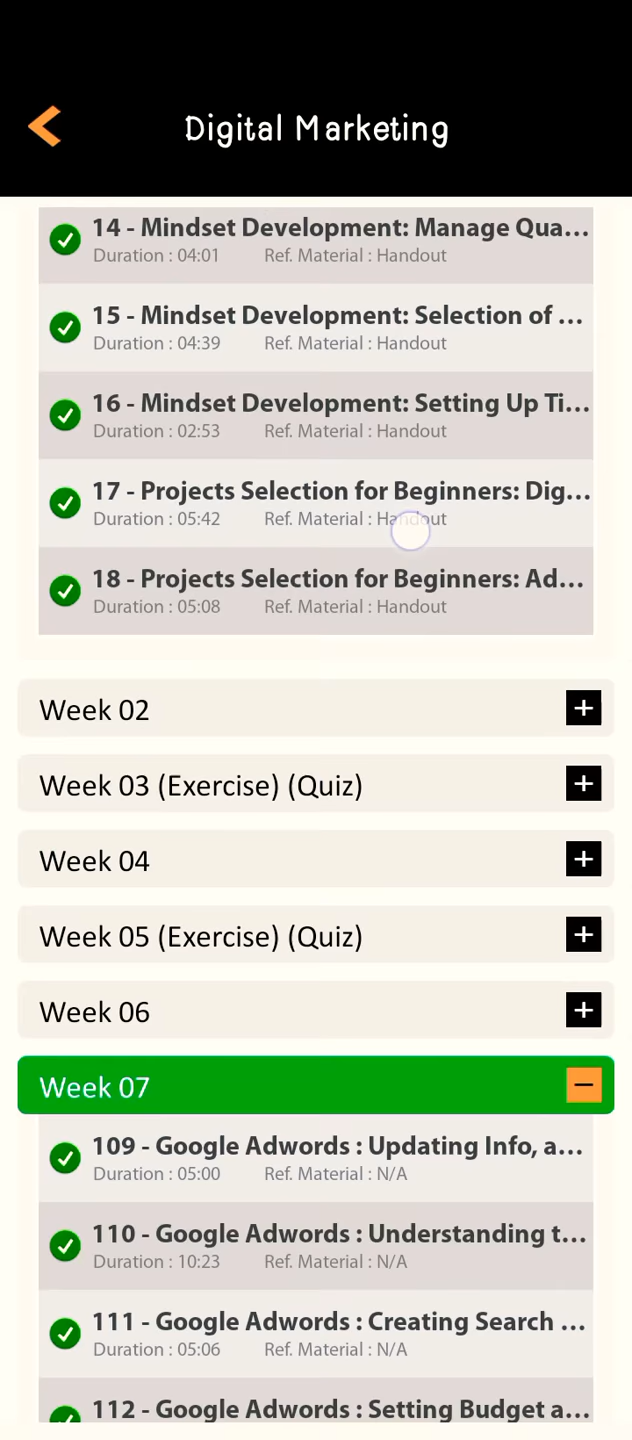 Digital Marketing
14 - Mindset Development: Manage Qua...
Duration : 04:01 Ref. Material : Handout
15 - Mindset Development: Selection of ...
Duration : 04:39 Ref. Material : Handout
16 - Mindset Development: Setting Up Ti...
Duration : 02:53 Ref. Material : Handout
17 - Projects Selection for Beginners: Dig...
Duration : 05:42 Ref. Material : Handout
18 - Projects Selection for Beginners: Ad...
Duration : 05:08 Ref. Material : Handout
Week 02
Week 03 (Exercise) (Quiz)
Week 04
Week 05 (Exercise) (Quiz)
Week 06
Week 07
109 - Google Adwords : Updating Info, a...
Duration : 05:00 Ref. Material : N/A
110 - Google Adwords : Understanding t...
Duration : 10:23 Ref. Material : N/A
111 - Google Adwords : Creating Search ...
Duration : 05:06 Ref. Material : N/A
112 - Google Adwords : Setting Budget a...